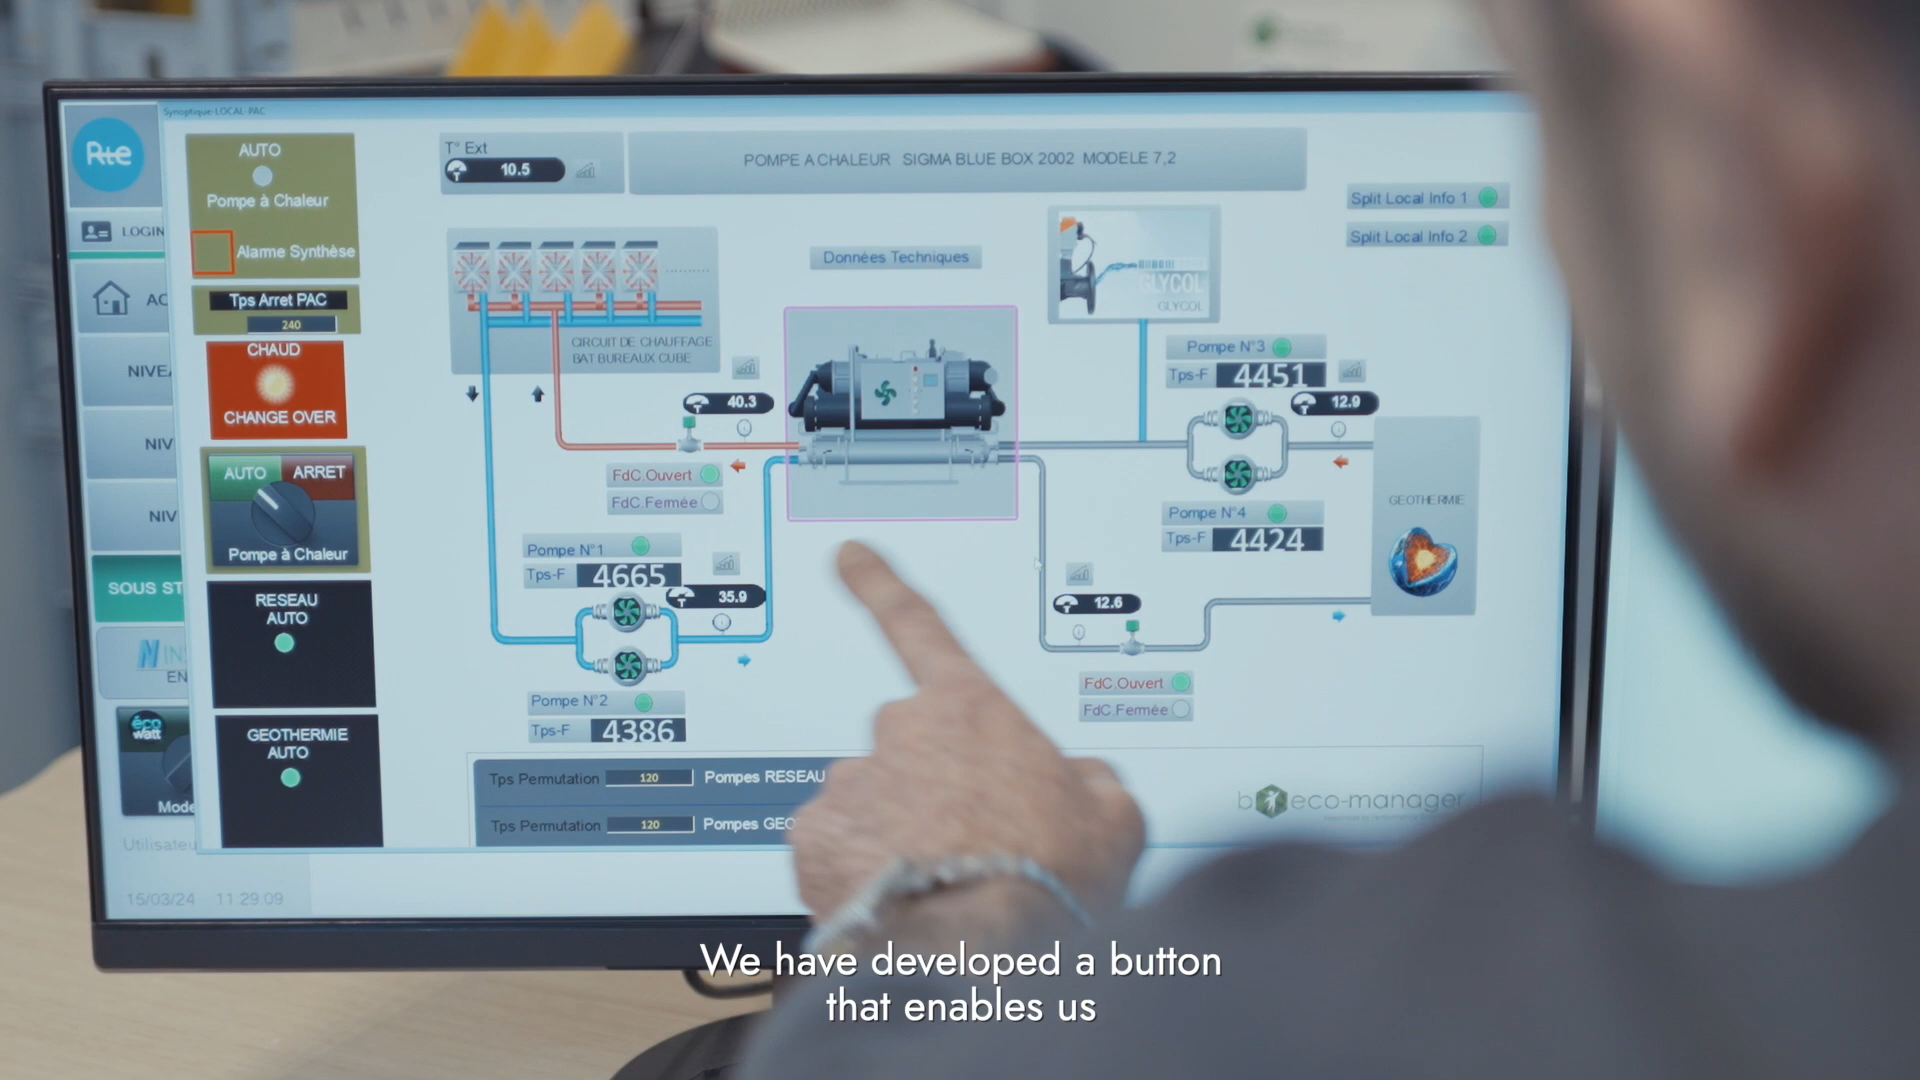 Synoptique: LOCAL-PAC
Rte
AUTO
Pompe à Chaleur
Alarme Synthèse
T° Ext
10.5
POMPE A CHALEUR SIGMA BLUE BOX 2002 MODELE 7,2
Split Local Info 1
Split Local Info 2
LOGIN
Tps Arret PAC
240
Données Techniques
GLYCOL
GLYCOL
CHAUD
CHANGE OVER
CIRCUIT DE CHAUFFAGE
BAT BUREAUX CUBE
Pompe N°3
Tps-F 4451
40.3
12.9
AUTO ARRET
Pompe à Chaleur
FdC.Ouvert
FdC.Fermée
GEOTHERMIE
Pompe N°4
Tps-F 4424
Pompe N°1
Tps-F 4665
35.9
12.6
SOUS ST
RESEAU
AUTO
EN
Pompe N°2
Tps-F 4386
FdC.Ouvert
FdC.Fermée
éco
watt
Mode
GEOTHERMIE
AUTO
Tps Permutation 120 Pompes RESEAU
Tps Permutation 120 Pompes GEO
b eco-manager
Utilisateu
15/03/24 11:29:09
We have developed a button
that enables us